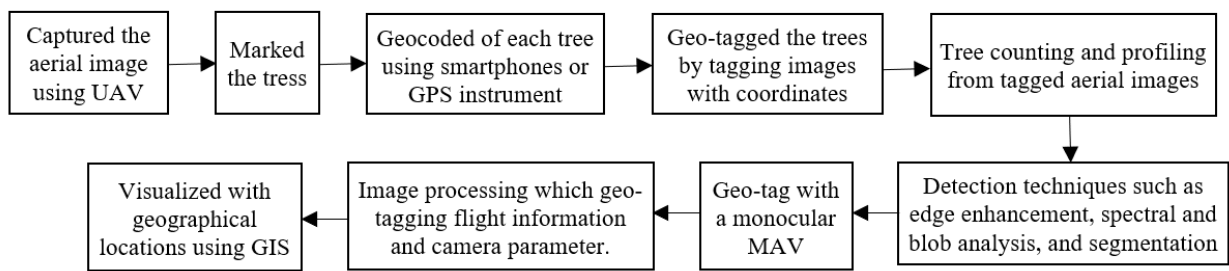 Captured the
aerial image
using UAV
Marked
the tress
Geocoded of each tree
using smartphones or
GPS instrument
Geo-tagged the trees
by tagging images
with coordinates
Tree counting and profiling
from tagged aerial images
Detection techniques such as
edge enhancement, spectral and
blob analysis, and segmentation
Geo-tag with
a monocular
MAV
Image processing which geo-
tagging flight information
and camera parameter.
Visualized with
geographical
locations using GIS